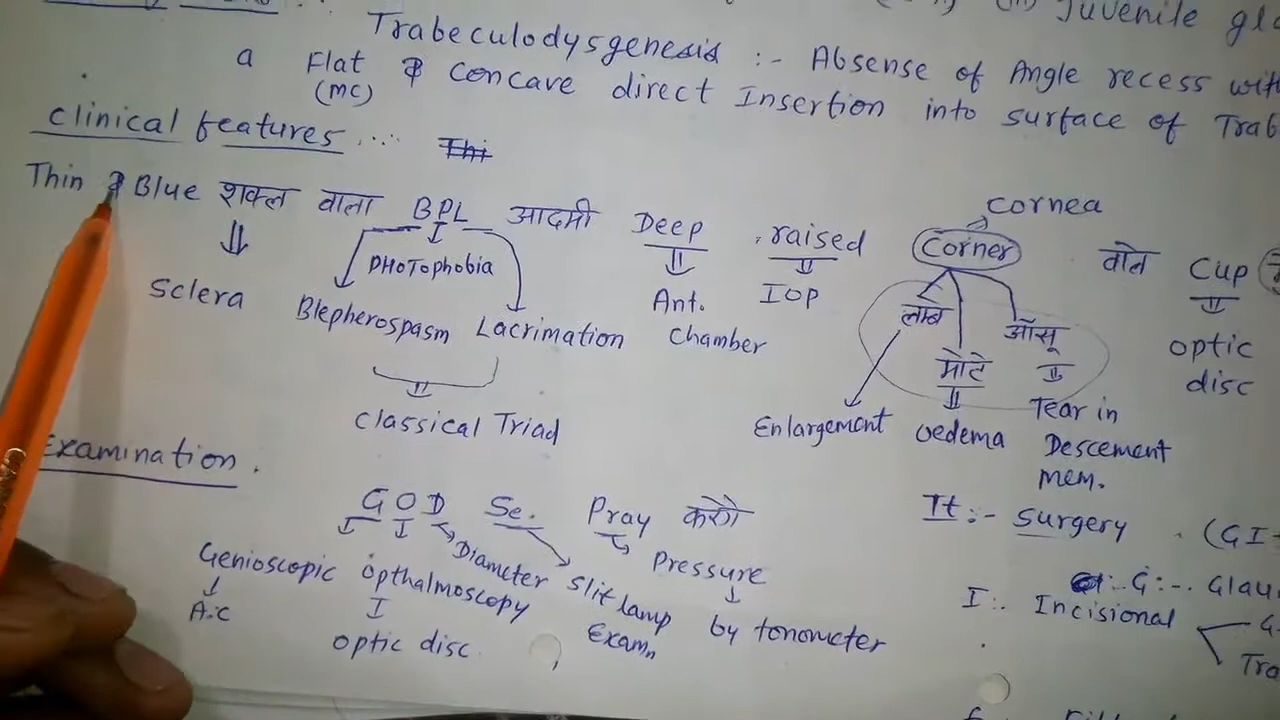 (ii) Juvenile
Trabeculodysgenesis :- Absense of Angle recess with
a Flat & Concave direct Insertion into surface of Trab
(MC)
Clinical features ....
Thin & Blue शक्ल वाला BPL आदमी Deep raised Corner वोन Cup
Cornea
Sclera
PHOTophobia
Blepherospasm Lacrimation
Ant. Chamber
IOP
लांबे मोटे आँसू
optic disc
Enlargement Oedema Tear in Descement mem.
Classical Triad
Examination.
GOD Se. Pray करो
Genioscopic opthalmoscopy Diameter Slit lamp Examn Pressure
A.C
optic disc
by tonometer
Tt :- Surgery . (GI
G :-. Glau
I :. Incisional
G
Tra